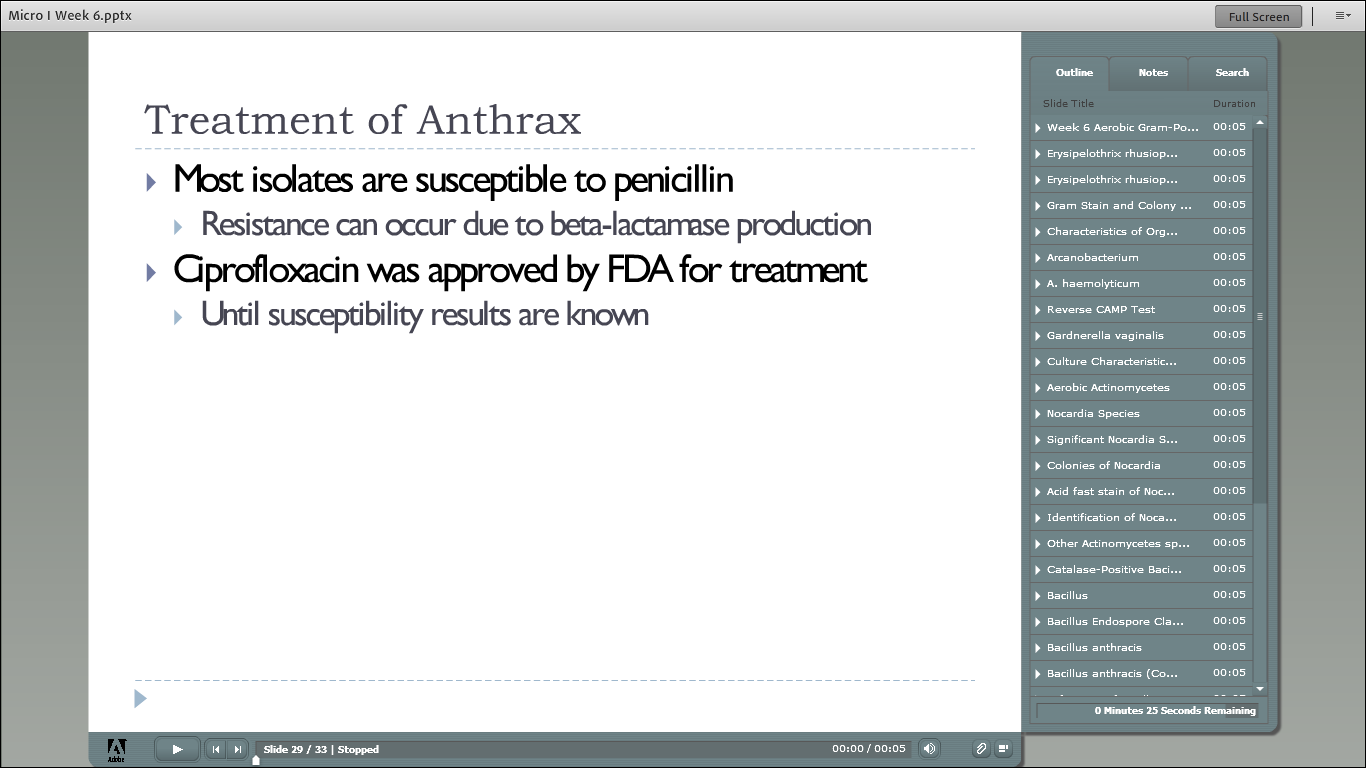 Micro I Week 6.pptx
Full Screen
Treatment of Anthrax
Most isolates are susceptible to penicillin
Resistance can occur due to beta-lactamase production
Ciprofloxacin was approved by FDA for treatment
Until susceptibility results are known
Outline Notes Search
Slide Title Duration
Week 6 Aerobic Gram-Po... 00:05
Erysipelothrix rhusiop... 00:05
Erysipelothrix rhusiop... 00:05
Gram Stain and Colony ... 00:05
Characteristics of Org... 00:05
Arcanobacterium 00:05
A. haemolyticum 00:05
Reverse CAMP Test 00:05
Gardnerella vaginalis 00:05
Culture Characteristic... 00:05
Aerobic Actinomycetes 00:05
Nocardia Species 00:05
Significant Nocardia S... 00:05
Colonies of Nocardia 00:05
Acid fast stain of Noc... 00:05
Identification of Noca... 00:05
Other Actinomycetes sp... 00:05
Catalase-Positive Baci... 00:05
Bacillus 00:05
Bacillus Endospore Cla... 00:05
Bacillus anthracis 00:05
Bacillus anthracis (Co... 00:05
0 Minutes 25 Seconds Remaining
Adobe
Slide 29 / 33 | Stopped 00:00 / 00:05